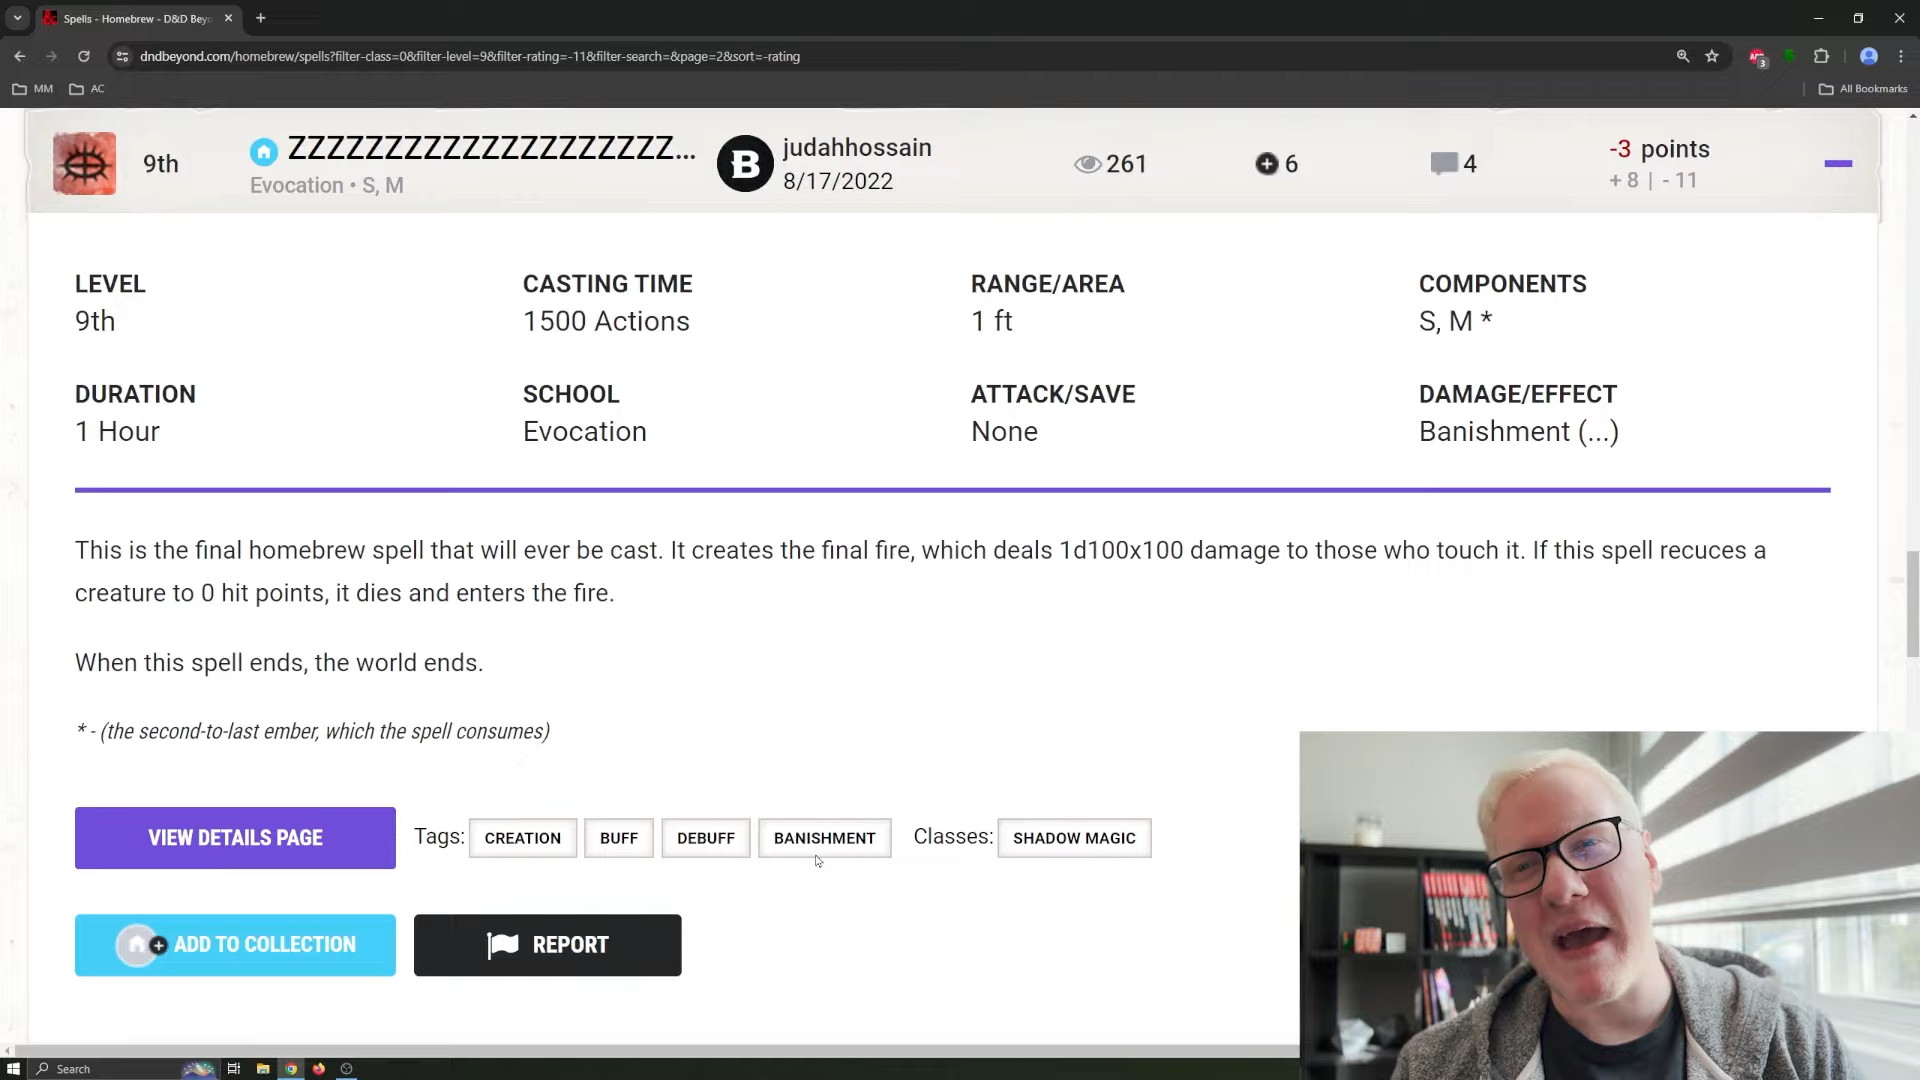 Spells - Homebrew - D&D Beyo
dndbeyond.com/homebrew/spells?filter-class=0&filter-level=9&filter-rating=-11&filter-search=&page=2&sort=-rating
3
MM AC All Bookmarks
9th ZZZZZZZZZZZZZZZZZZZZ... judahhossain 261 6 4 -3 points
Evocation • S, M B 8/17/2022 + 8 | - 11
LEVEL CASTING TIME RANGE/AREA COMPONENTS
9th 1500 Actions 1 ft S, M *
DURATION SCHOOL ATTACK/SAVE DAMAGE/EFFECT
1 Hour Evocation None Banishment (...)
This is the final homebrew spell that will ever be cast. It creates the final fire, which deals 1d100x100 damage to those who touch it. If this spell recuces a
creature to 0 hit points, it dies and enters the fire.
When this spell ends, the world ends.
* - (the second-to-last ember, which the spell consumes)
VIEW DETAILS PAGE Tags: CREATION BUFF DEBUFF BANISHMENT Classes: SHADOW MAGIC
ADD TO COLLECTION REPORT
Search